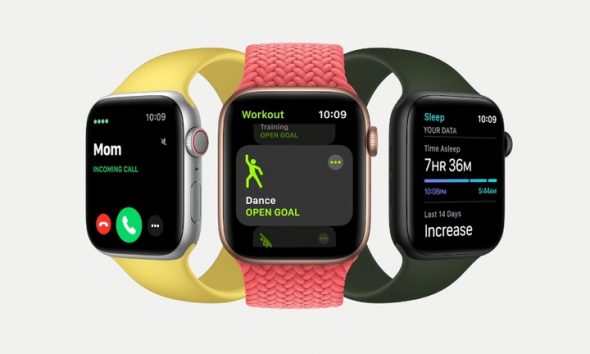 10:09
Mom
INCOMING CALL
Workout 10:09
Training
OPEN GOAL
Dance
OPEN GOAL
Sleep
10:09
YOUR DATA
Time Asleep
7HR 36M
10:08PM 5:44AM
Last 14 Days
Increase